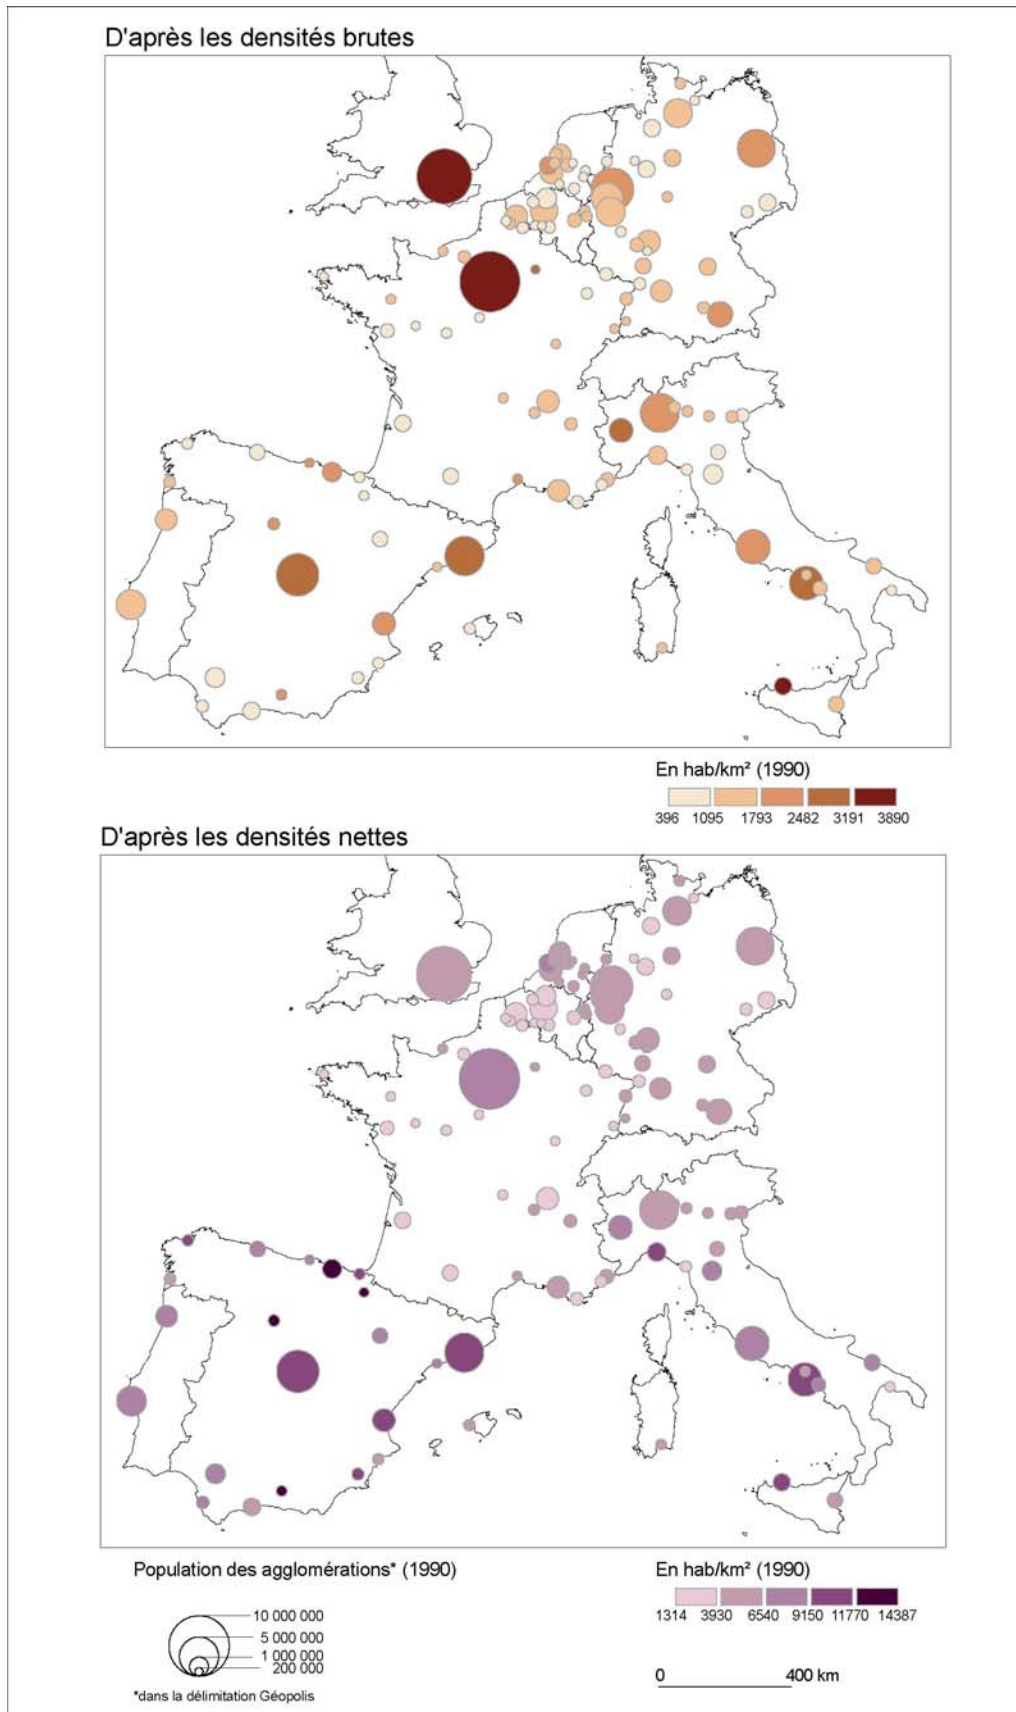 D'après les densités brutes
En hab/km² (1990)
396 1095 1793 2482 3191 3890
D'après les densités nettes
Population des agglomérations* (1990)
10 000 000
5 000 000
1 000 000
200 000
*dans la délimitation Géopolis
En hab/km² (1990)
1314 3930 6540 9150 11770 14387
0 400 km